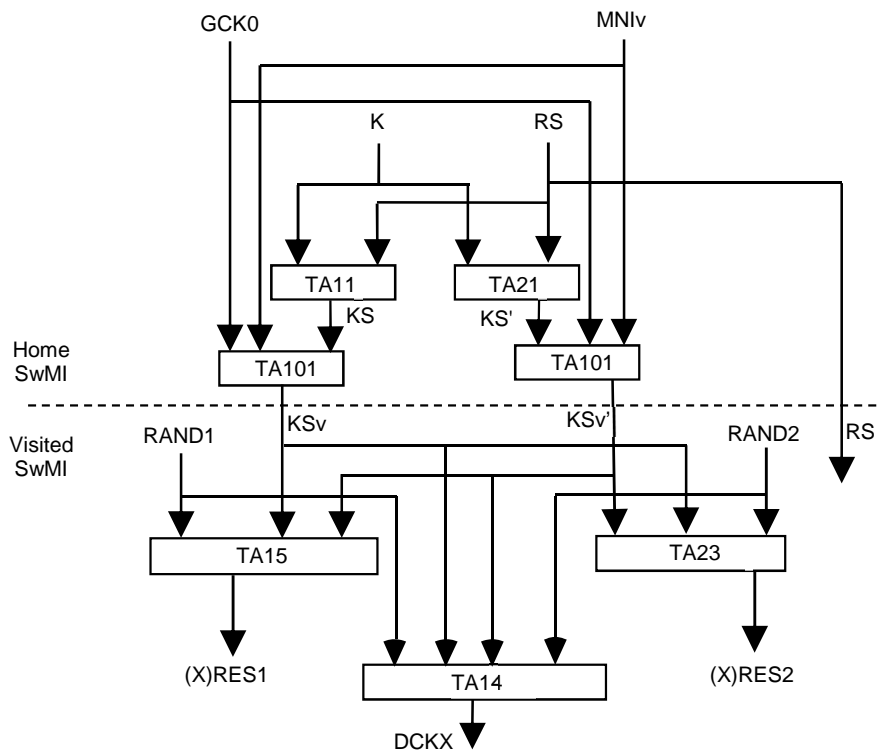 GCK0
MNIv
K
RS
TA11
TA21
KS
KS'
Home
SwMI
TA101
TA101
KSv
KSv’
Visited
SwMI
RAND1
RAND2
RS
TA15
TA23
(X)RES1
TA14
(X)RES2
DCKX